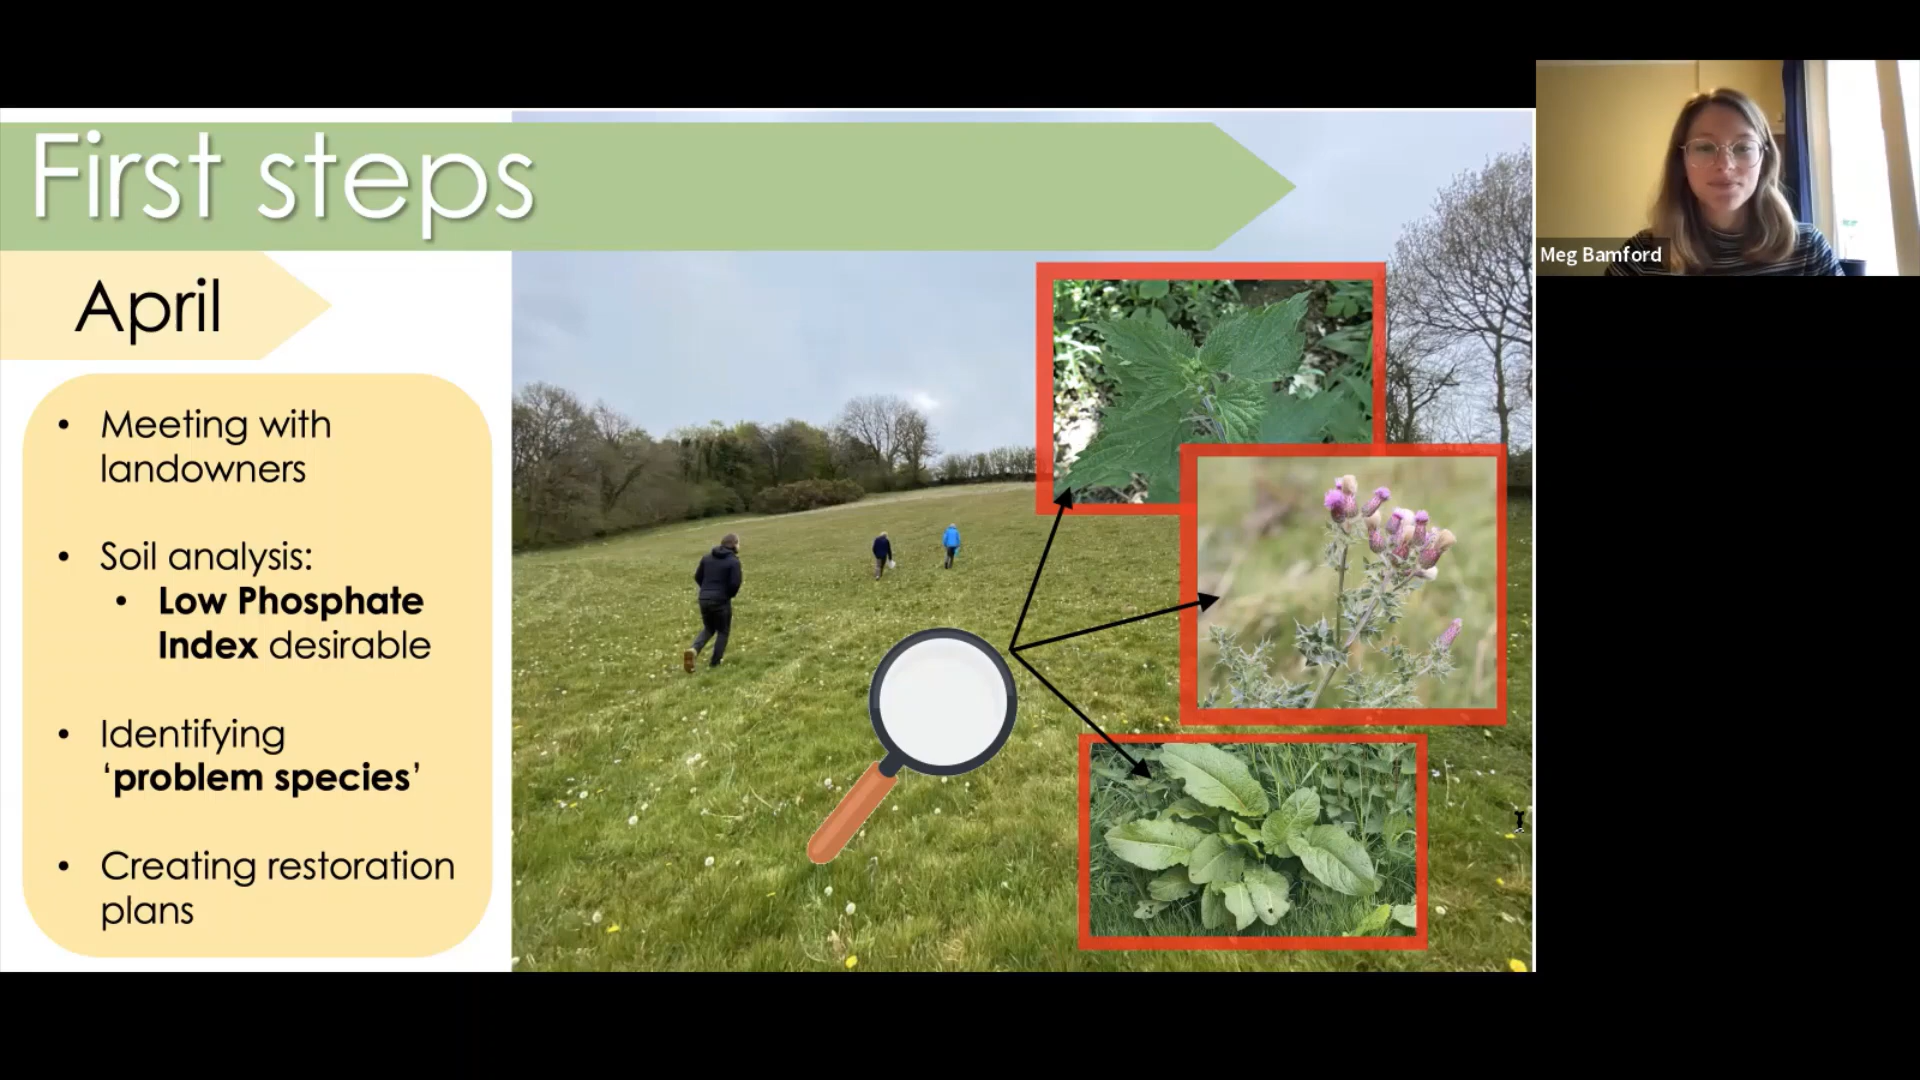 First steps
April
• Meeting with
landowners
• Soil analysis:
• Low Phosphate
Index desirable
• Identifying
‘problem species’
• Creating restoration
plans
Meg Bamford